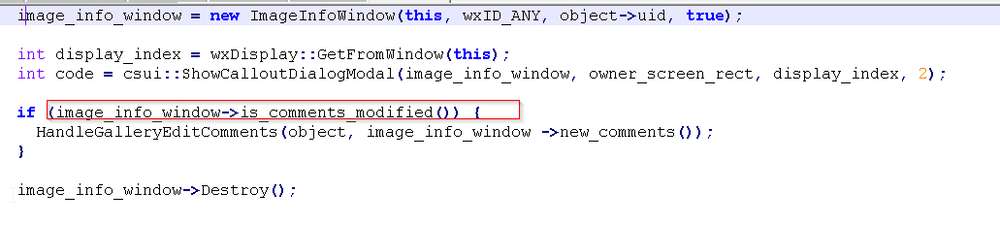 image_info_window = new ImageInfoWindow(this, wxID_ANY, object->uid, true);
int display_index = wxDisplay::GetFromWindow(this);
int code = csui::ShowCalloutDialogModal(image_info_window, owner_screen_rect, display_index, 2);
if (image_info_window->is_comments_modified()) {
HandleGalleryEditComments(object, image_info_window ->new_comments());
}
image_info_window->Destroy();